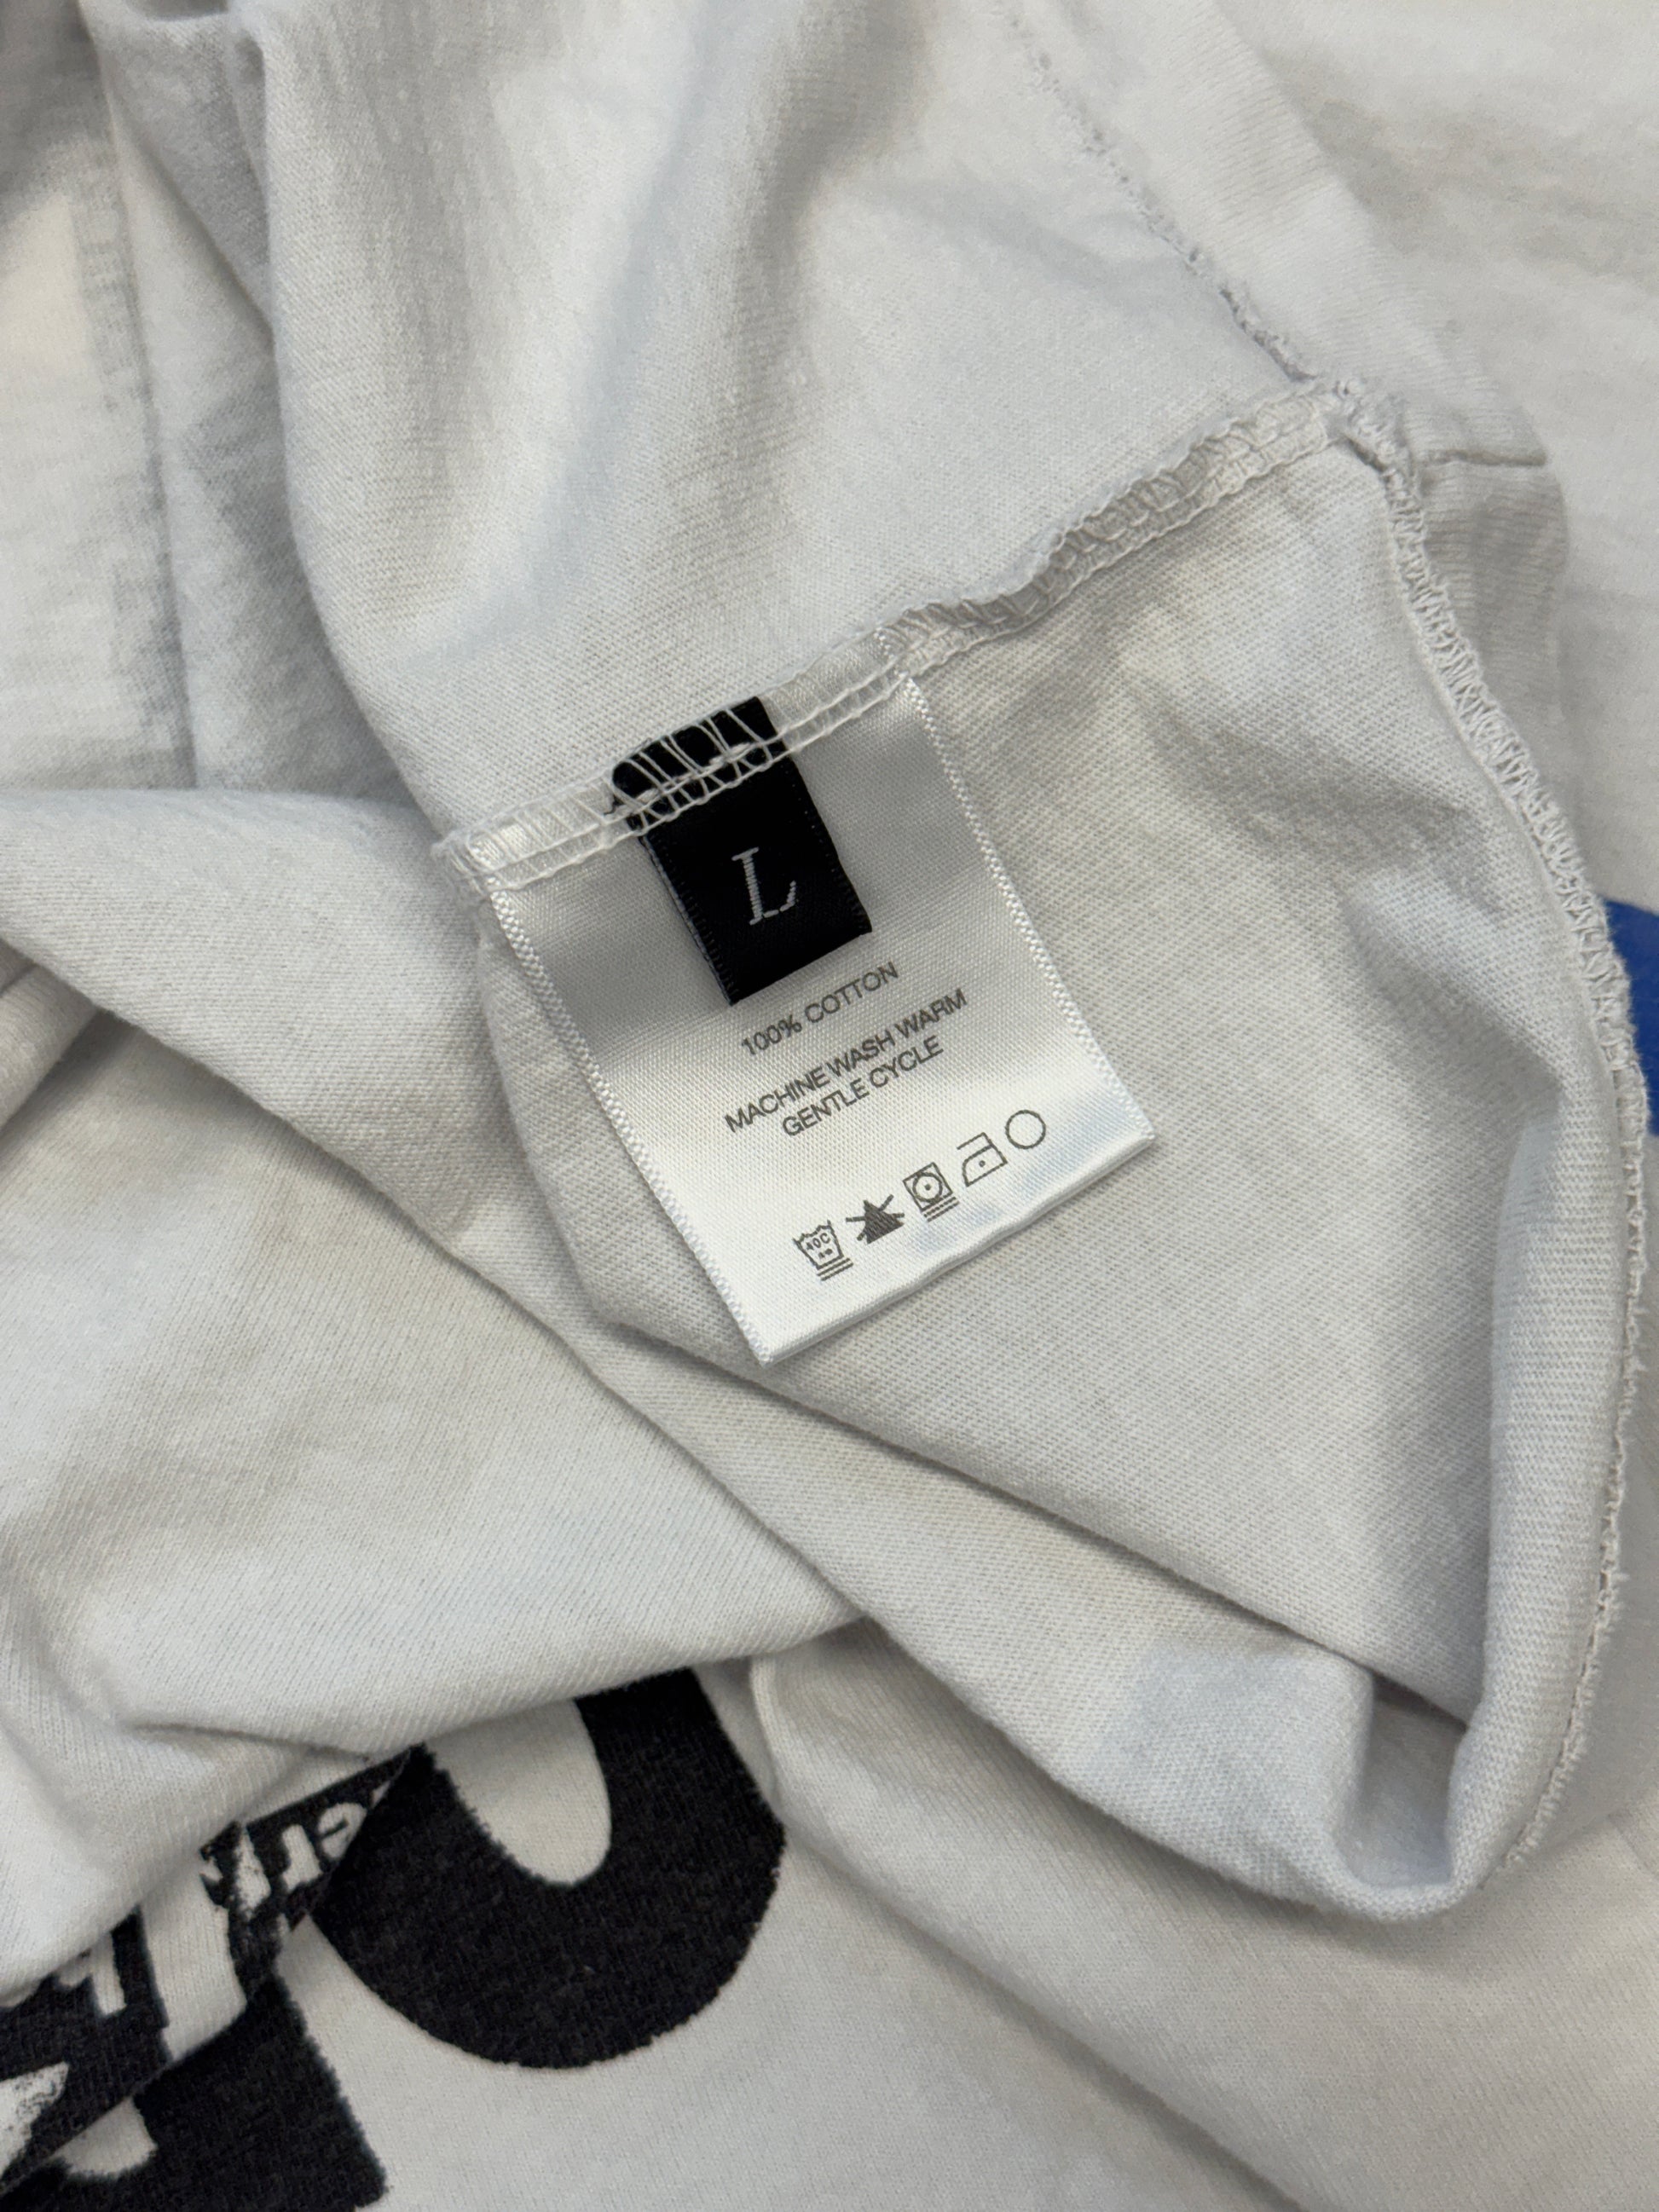 L
100% COTTON
MACHINE WASH WARM
GENTLE CYCLE
40C